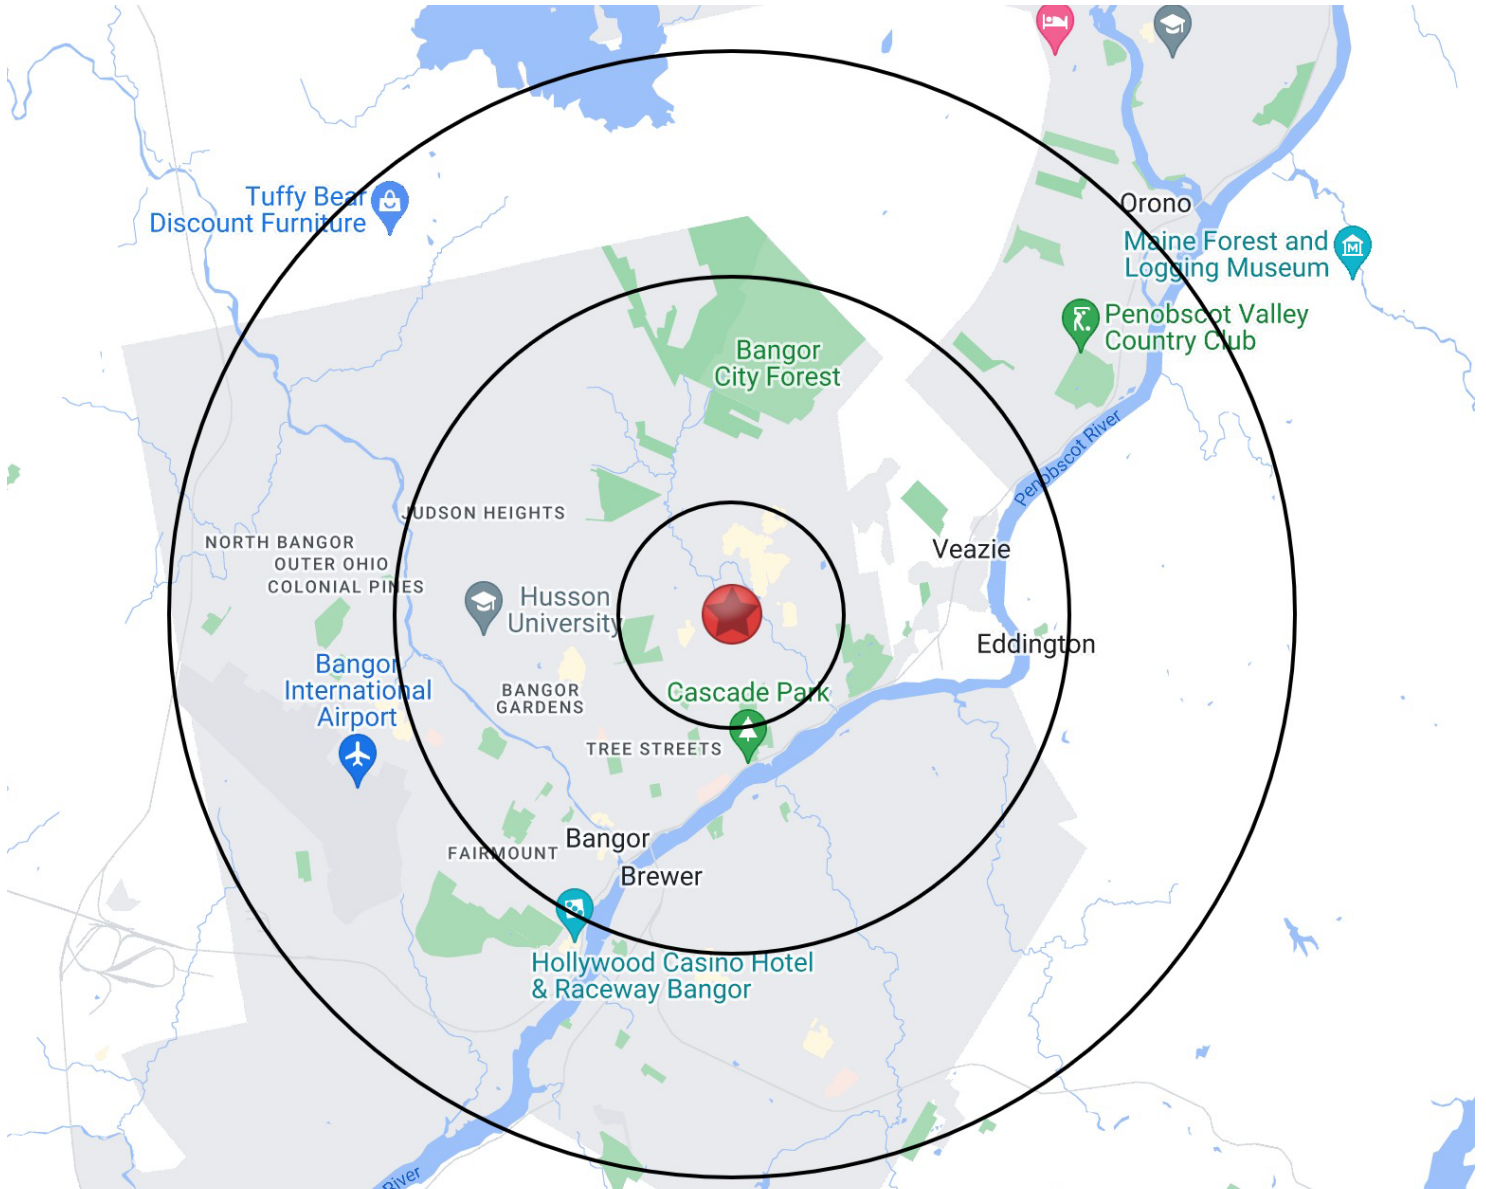 Tuffy Bear
Discount Furniture
Orono
Maine Forest and
Logging Museum
Penobscot Valley
Country Club
Bangor
City Forest
Penobscot River
JUDSON HEIGHTS
NORTH BANGOR
OUTER OHIO
COLONIAL PINES
Veazie
Husson
University
Eddington
Bangor
International
Airport
BANGOR
GARDENS
Cascade Park
TREE STREETS
Bangor
FAIRMOUNT
Brewer
Hollywood Casino Hotel
& Raceway Bangor
River